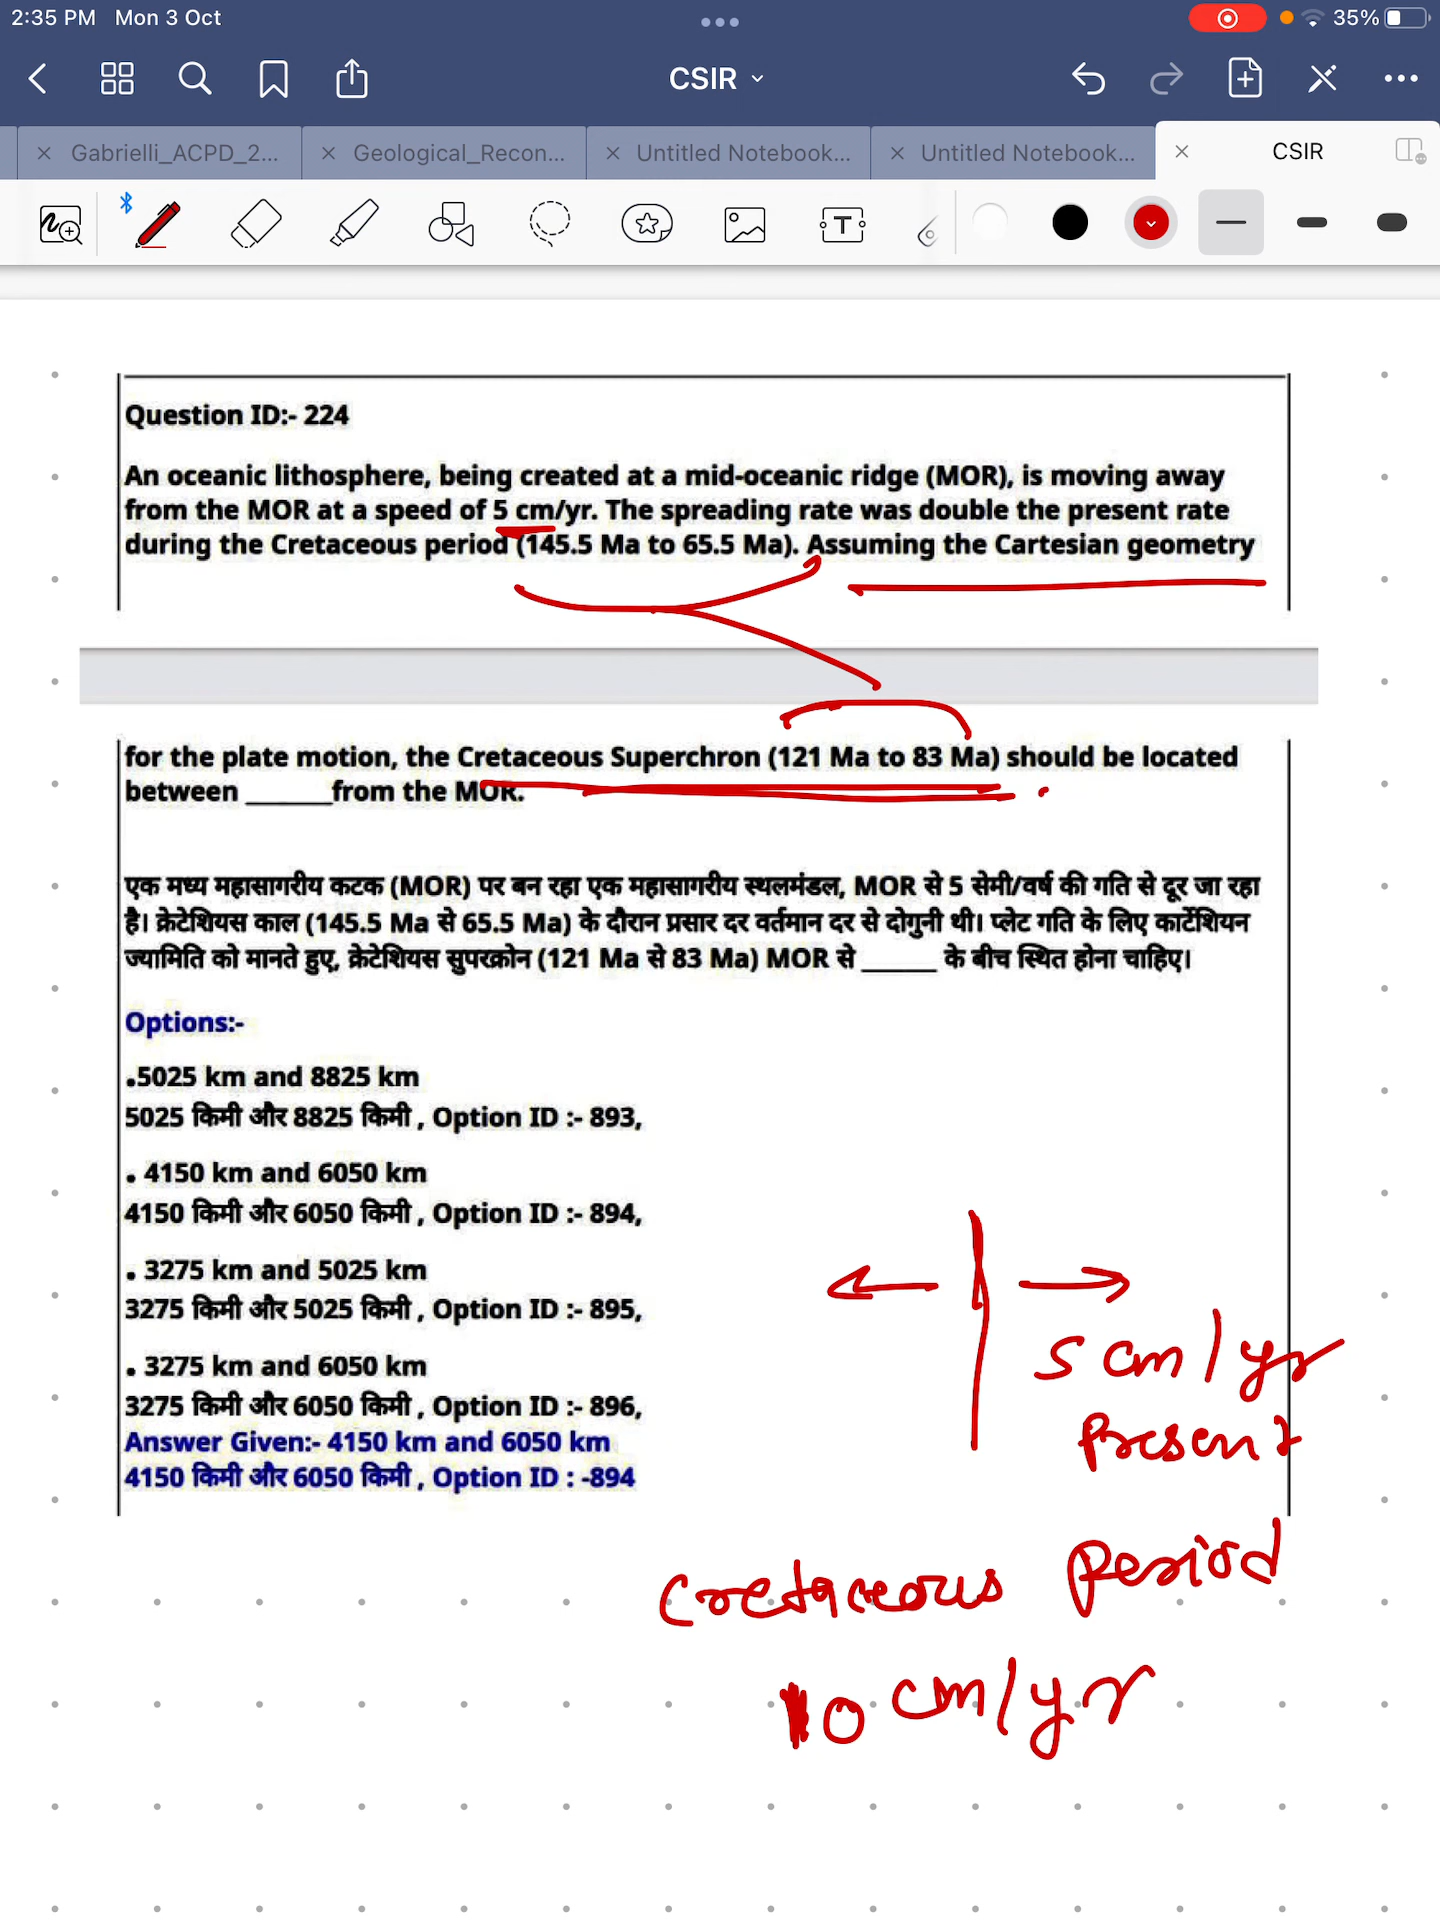 2:35 PM Mon 3 Oct
35%
CSIR
Gabrielli_ACPD_2...
Geological_Recon...
Untitled Notebook...
Untitled Notebook...
CSIR
T
Question ID:- 224
An oceanic lithosphere, being created at a mid-oceanic ridge (MOR), is moving away
from the MOR at a speed of 5 cm/yr. The spreading rate was double the present rate
during the Cretaceous period (145.5 Ma to 65.5 Ma). Assuming the Cartesian geometry
for the plate motion, the Cretaceous Superchron (121 Ma to 83 Ma) should be located
between ______from the MOR.
एक मध्य महासागरीय कटक (MOR) पर बन रहा एक महासागरीय स्थलमंडल, MOR से 5 सेमी/वर्ष की गति से दूर जा रहा
है। क्रेटेशियस काल (145.5 Ma से 65.5 Ma) के दौरान प्रसार दर वर्तमान दर से दोगुनी थी। प्लेट गति के लिए कार्टेशियन
ज्यामिति को मानते हुए, क्रेटेशियस सुपरक्रोन (121 Ma से 83 Ma) MOR से ______ के बीच स्थित होना चाहिए।
Options:-
.5025 km and 8825 km
5025 किमी और 8825 किमी , Option ID :- 893,
. 4150 km and 6050 km
4150 किमी और 6050 किमी , Option ID :- 894,
. 3275 km and 5025 km
3275 किमी और 5025 किमी , Option ID :- 895,
. 3275 km and 6050 km
3275 किमी और 6050 किमी , Option ID :- 896,
Answer Given:- 4150 km and 6050 km
4150 किमी और 6050 किमी , Option ID : -894
5 cm/yr
Present
Cretaceous Period
10 cm/yr